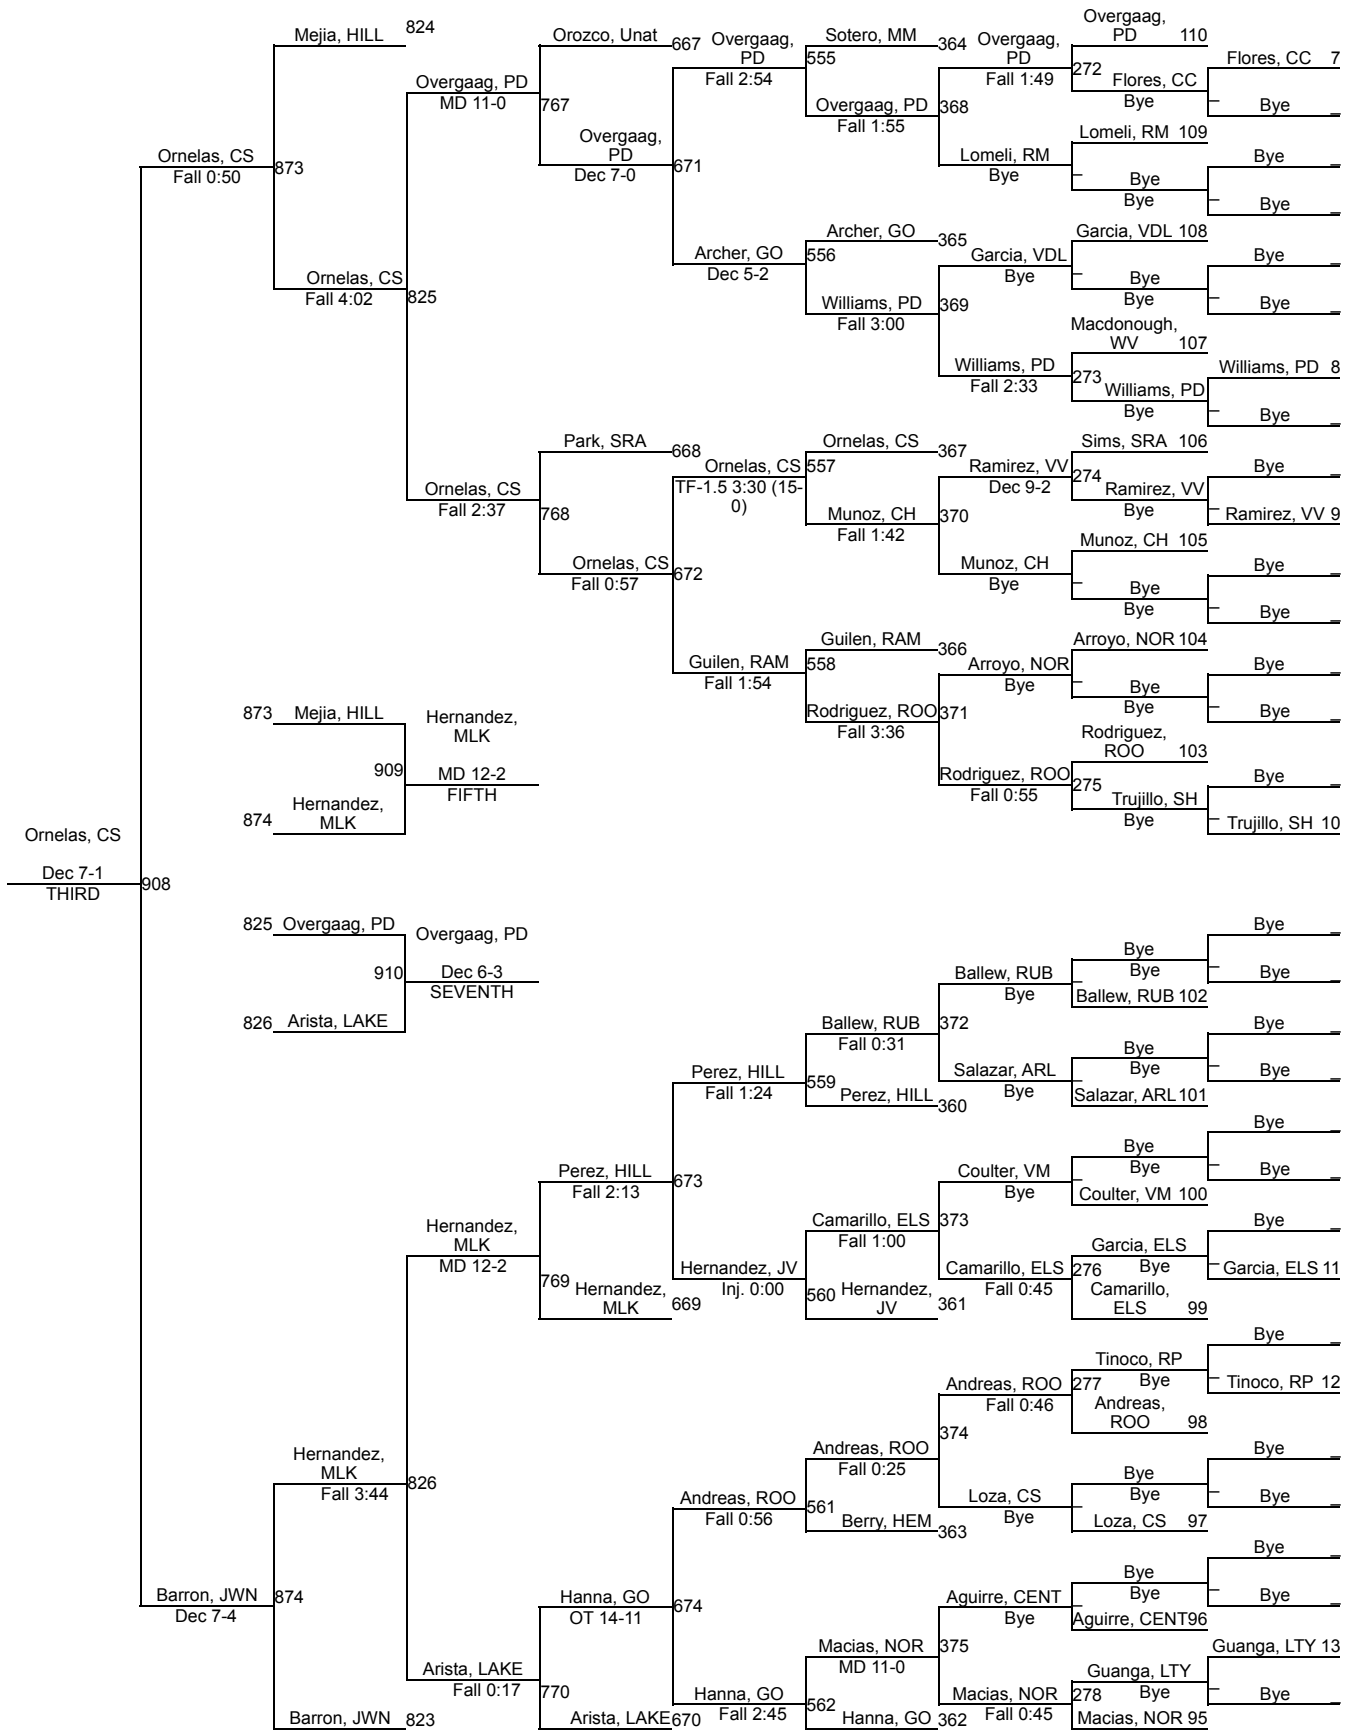 Overgaag,
PD 110
Mejia, HILL 824
Orozco, Unat 667
Overgaag,
PD
Fall 2:54
Sotero, MM 364
555
Overgaag,
PD
Fall 1:49
272
Flores, CC
Bye
Flores, CC 7
Bye _
_
Overgaag, PD
MD 11-0
767
Overgaag, PD
Fall 1:55
368
Overgaag,
PD
Dec 7-0
671
Lomeli, RM 109
Lomeli, RM
Bye
_
Bye
Bye
Bye _
Bye _
_
Ornelas, CS
Fall 0:50
873
Archer, GO
Dec 5-2
Archer, GO 365
556
Garcia, VDL
Bye
Garcia, VDL 108
_
Bye
Bye
Bye _
Bye _
_
Ornelas, CS
Fall 4:02
825
Williams, PD
Fall 3:00
369
Macdonough,
WV 107
Williams, PD
Fall 2:33
273
Williams, PD
Bye
Williams, PD 8
Bye _
_
Park, SRA 668
Ornelas, CS
TF-1.5 3:30 (15-
0)
Ornelas, CS 367
557
Ramirez, VV
Dec 9-2
Sims, SRA 106
274
Ramirez, VV
Bye
Bye _
Ramirez, VV 9
_
Ornelas, CS
Fall 2:37
768
Munoz, CH
Fall 1:42
370
Ornelas, CS
Fall 0:57
672
Munoz, CH
Bye
Munoz, CH 105
_
Bye
Bye
Bye _
Bye _
_
Guilen, RAM
Fall 1:54
Guilen, RAM 366
558
Arroyo, NOR
Bye
Arroyo, NOR 104
_
Bye
Bye
Bye _
Bye _
_
Rodriguez, ROO
Fall 3:36
371
Rodriguez,
ROO 103
Rodriguez, ROO
Fall 0:55
275
Trujillo, SH
Bye
Bye _
Trujillo, SH 10
_
873 Mejia, HILL
Hernandez,
MLK
909
MD 12-2
FIFTH
874
Hernandez,
MLK
Ornelas, CS
Dec 7-1
THIRD
908
825 Overgaag, PD
Overgaag, PD
910
Dec 6-3
SEVENTH
826 Arista, LAKE
Ballew, RUB
Bye
Bye
Bye
Ballew, RUB 102
Bye _
Bye _
_
Ballew, RUB
Fall 0:31
372
Perez, HILL
Fall 1:24
559
Perez, HILL 360
Salazar, ARL
Bye
Bye
Bye
_
Salazar, ARL 101
Bye _
Bye _
_
Perez, HILL
Fall 2:13
673
Coulter, VM
Bye
Bye
Bye
_
Coulter, VM 100
Bye _
Bye _
_
Hernandez,
MLK
MD 12-2
769
Hernandez,
MLK 669
Hernandez, JV
Inj. 0:00
Camarillo, ELS
Fall 1:00
373
560
Hernandez,
JV 361
Camarillo, ELS
Fall 0:45
Garcia, ELS
Bye
276
Camarillo,
ELS 99
Bye _
Garcia, ELS 11
_
Andreas, ROO
Fall 0:46
Tinoco, RP
Bye
277
Andreas,
ROO 98
Bye _
Tinoco, RP 12
_
Hernandez,
MLK
Fall 3:44
826
Andreas, ROO
Fall 0:25
374
Andreas, ROO
Fall 0:56
561
Berry, HEM 363
Loza, CS
Bye
Bye
Bye
_
Loza, CS 97
Bye _
Bye _
_
Barron, JWN
Dec 7-4
874
Hanna, GO
OT 14-11
674
Aguirre, CENT
Bye
Bye
Bye
_
Aguirre, CENT 96
Bye _
Bye _
_
Arista, LAKE
Fall 0:17
770
Arista, LAKE 670
Hanna, GO
Fall 2:45
Macias, NOR
MD 11-0
375
562
Hanna, GO 362
Macias, NOR
Fall 0:45
Guanga, LTY
Bye
278
Macias, NOR 95
Guanga, LTY 13
Bye _
_
Barron, JWN 823